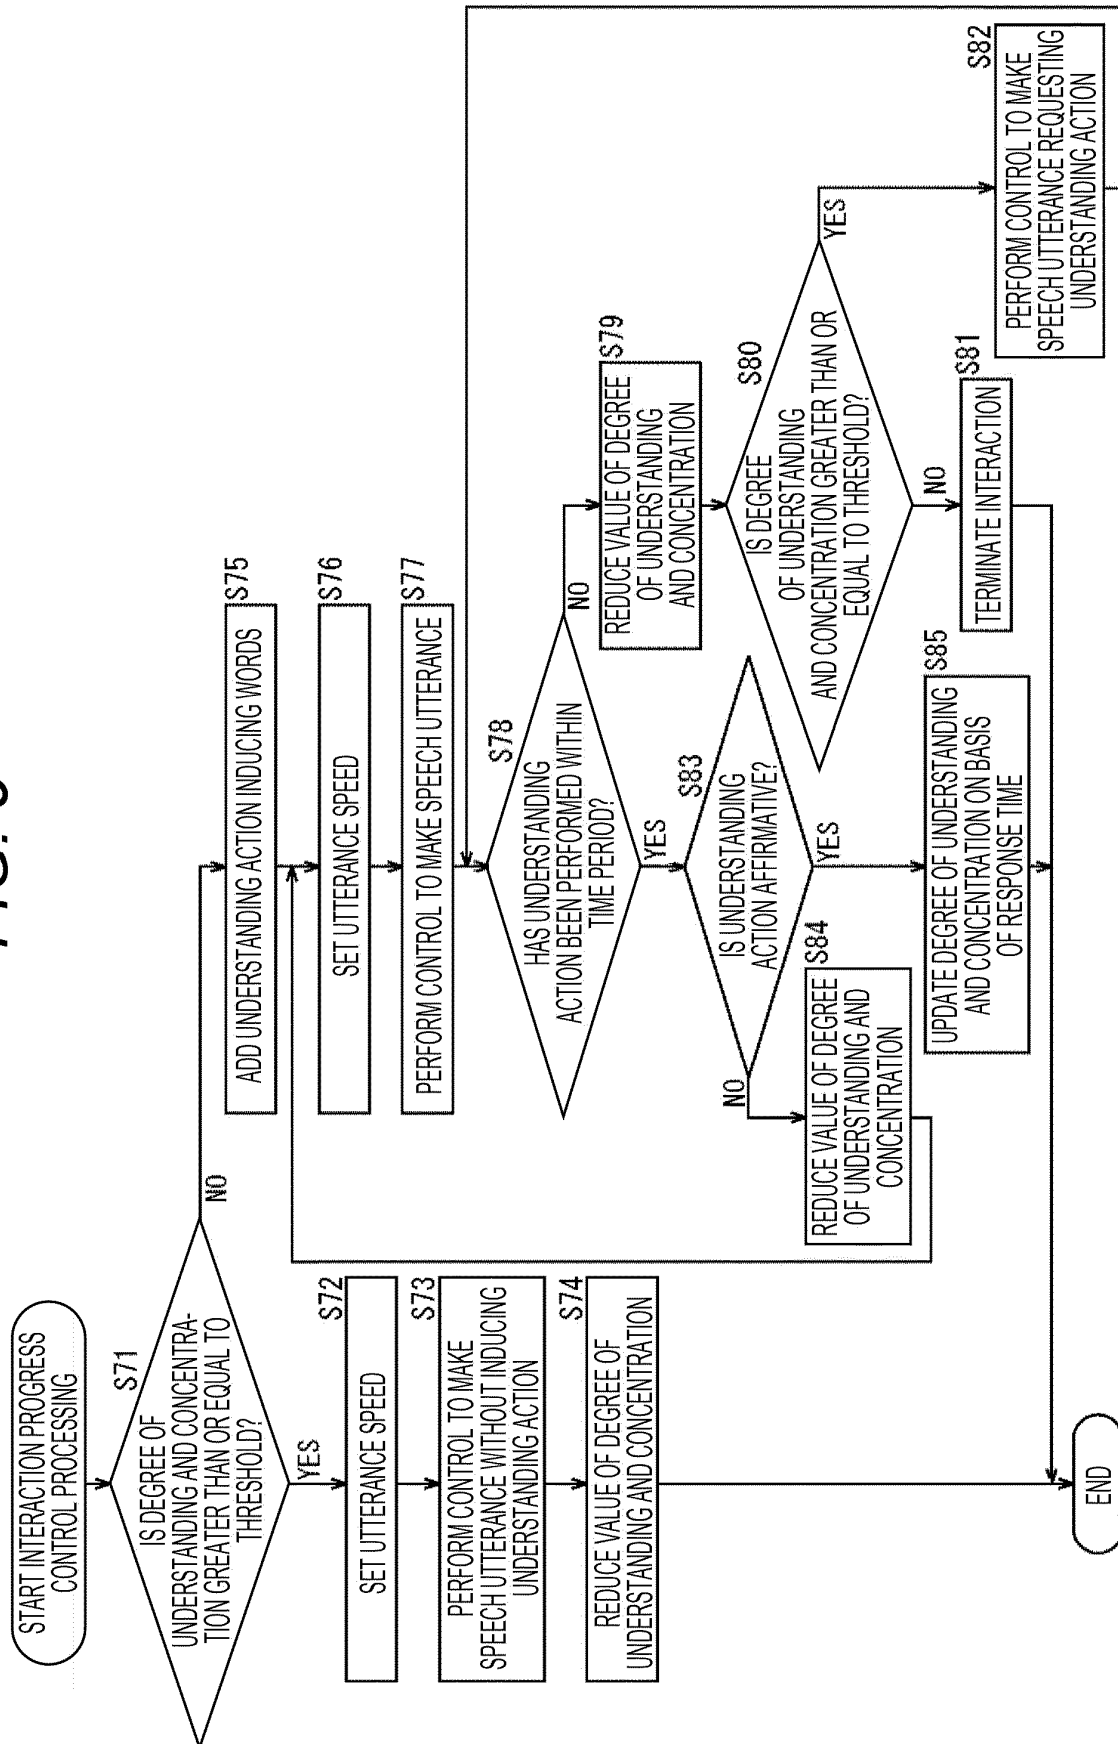 START INTERACTION PROGRESS
CONTROL PROCESSING
S71
IS DEGREE OF
UNDERSTANDING AND CONCENTRA-
TION GREATER THAN OR EQUAL TO
THRESHOLD?
NO
YES
S72
SET UTTERANCE SPEED
S73
PERFORM CONTROL TO MAKE
SPEECH UTTERANCE WITHOUT INDUCING
UNDERSTANDING ACTION
S74
REDUCE VALUE OF DEGREE OF
UNDERSTANDING AND CONCENTRATION
S75
ADD UNDERSTANDING ACTION INDUCING WORDS
S76
SET UTTERANCE SPEED
S77
PERFORM CONTROL TO MAKE SPEECH UTTERANCE
S78
HAS UNDERSTANDING
ACTION BEEN PERFORMED WITHIN
TIME PERIOD?
NO
YES
S79
REDUCE VALUE OF DEGREE
OF UNDERSTANDING
AND CONCENTRATION
S80
IS DEGREE
OF UNDERSTANDING
AND CONCENTRATION GREATER THAN OR
EQUAL TO THRESHOLD?
YES
NO
S81
TERMINATE INTERACTION
S82
PERFORM CONTROL TO MAKE
SPEECH UTTERANCE REQUESTING
UNDERSTANDING ACTION
S83
IS UNDERSTANDING
ACTION AFFIRMATIVE?
NO
YES
S84
REDUCE VALUE OF DEGREE
OF UNDERSTANDING AND
CONCENTRATION
S85
UPDATE DEGREE OF UNDERSTANDING
AND CONCENTRATION ON BASIS
OF RESPONSE TIME
END